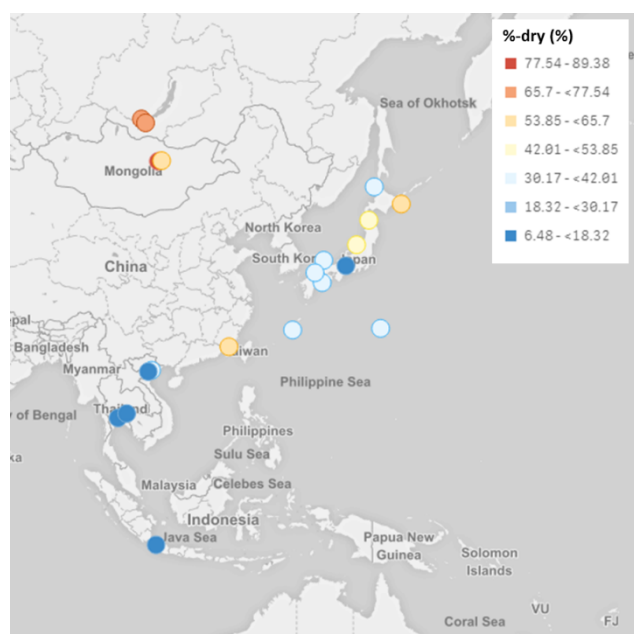 %-dry (%)
77.54 - 89.38
65.7 - <77.54
53.85 - <65.7
42.01 - <53.85
30.17 - <42.01
18.32 - <30.17
6.48 - <18.32
Sea of Okhotsk
Mongolia
North Korea
South Kor
Japan
China
pal
Bangladesh
Taiwan
Myanmar
Philippine Sea
y of Bengal
Thailand
Philippines
ka
Sulu Sea
Malaysia
Celebes Sea
Indonesia
Java Sea
Papua New
Guinea
Solomon
Islands
VU
FJ
Coral Sea